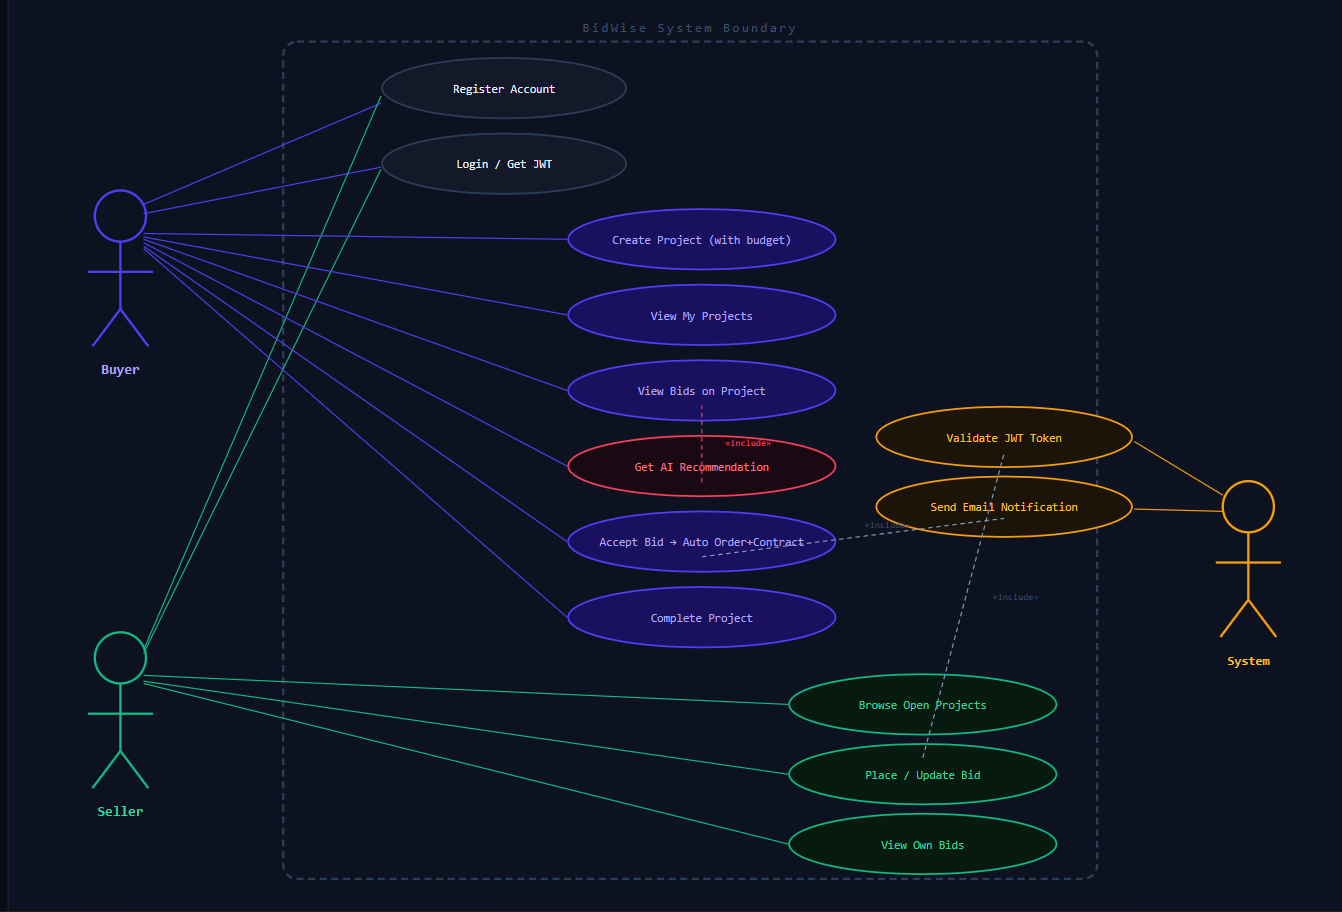 BidWise System Boundary
Register Account
Login / Get JWT
Create Project (with budget)
View My Projects
Buyer
View Bids on Project
Validate JWT Token
«include»
Get AI Recommendation
Send Email Notification
«include»
Accept Bid → Auto Order+Contract
«include»
Complete Project
System
Browse Open Projects
Place / Update Bid
Seller
View Own Bids